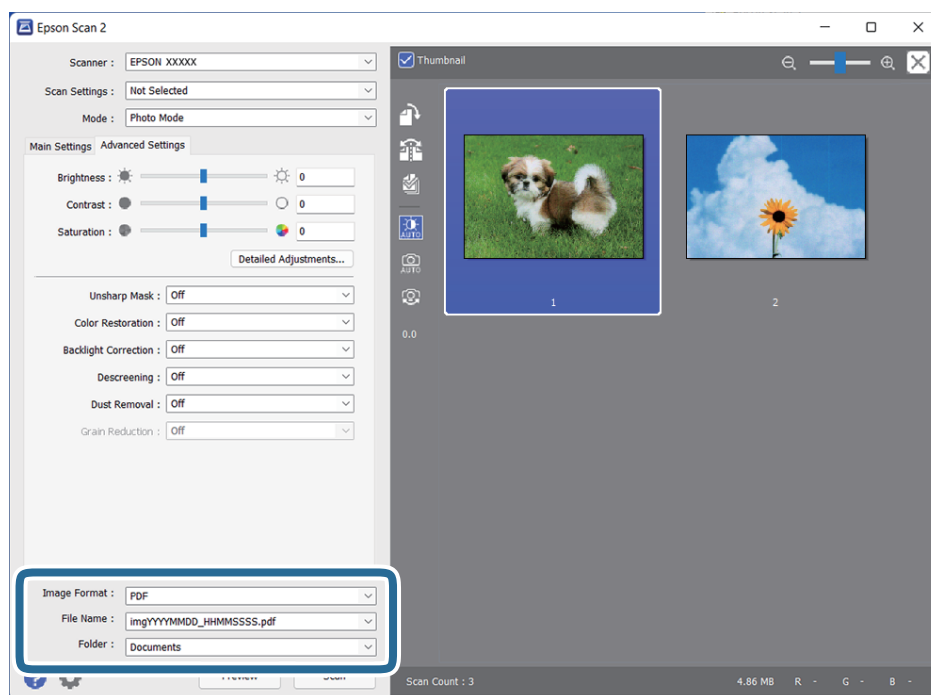 Epson Scan 2
Scanner : EPSON XXXXX
Scan Settings : Not Selected
Mode : Photo Mode
Main Settings Advanced Settings
Brightness : 0
Contrast : 0
Saturation : 0
Detailed Adjustments...
Unsharp Mask : Off
Color Restoration : Off
Backlight Correction : Off
Descreening : Off
Dust Removal : Off
Grain Reduction : Off
Image Format : PDF
File Name : imgYYYYMMDD_HHMMSSSS.pdf
Folder : Documents
? Preview Scan
Thumbnail
AUTO
AUTO
0.0
1
2
Scan Count : 3 4.86 MB R - G - B -